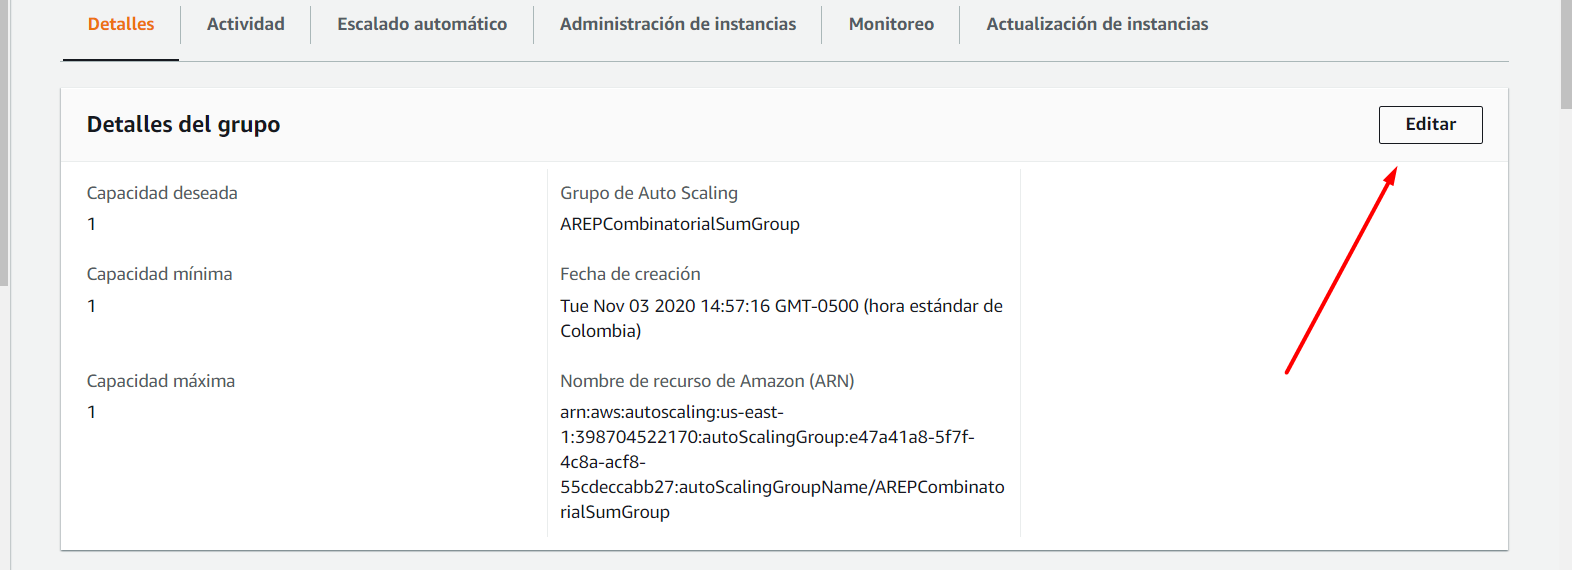 Detalles
Actividad
Escalado automático
Administración de instancias
Monitoreo
Actualización de instancias
Detalles del grupo
Editar
Capacidad deseada
1
Capacidad mínima
1
Capacidad máxima
1
Grupo de Auto Scaling
AREPCombinatorialSumGroup
Fecha de creación
Tue Nov 03 2020 14:57:16 GMT-0500 (hora estándar de
Colombia)
Nombre de recurso de Amazon (ARN)
arn:aws:autoscaling:us-east-
1:398704522170:autoScalingGroup:e47a41a8-5f7f-
4c8a-acf8-
55cdeccabb27:autoScalingGroupName/AREPCombinato
rialSumGroup